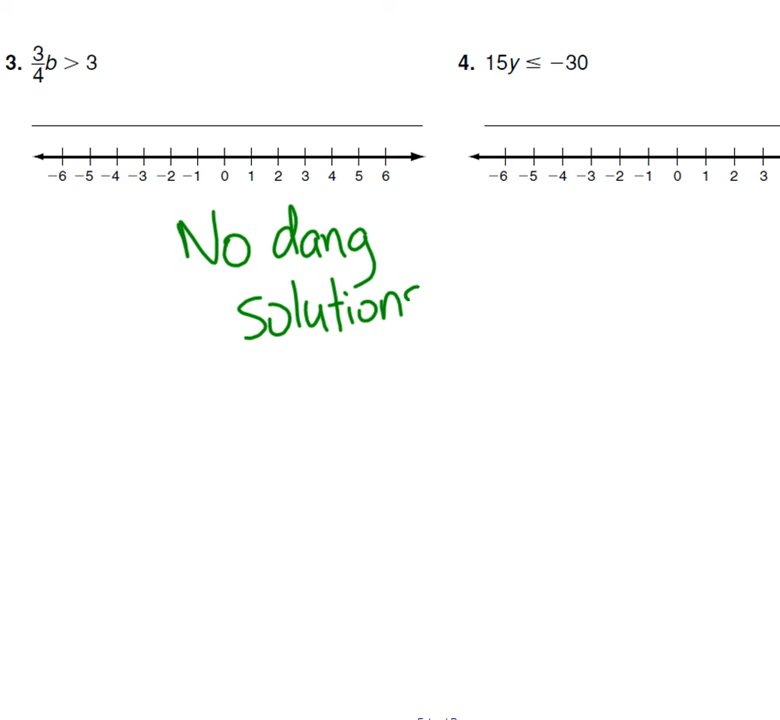 3. 3/4 b > 3
4. 15y ≤ −30
−6 −5 −4 −3 −2 −1 0 1 2 3 4 5 6
−6 −5 −4 −3 −2 −1 0 1 2 3
No dang
solutions